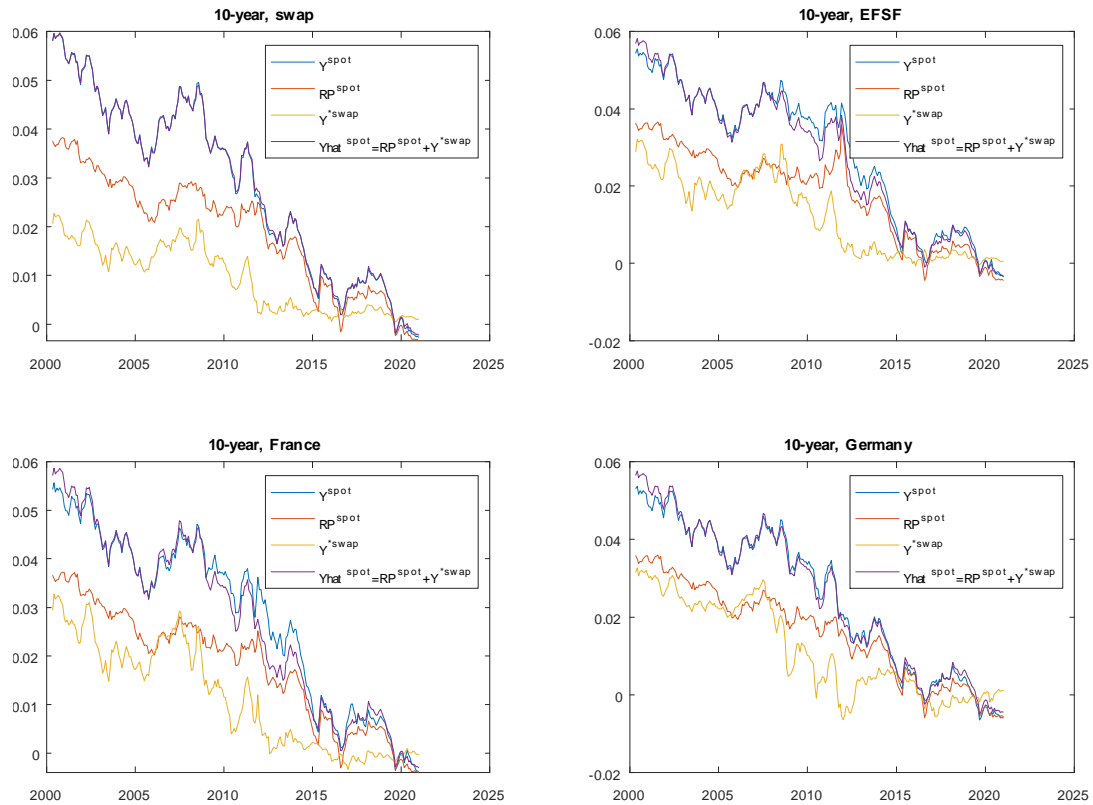 10-year, swap
0.06
0.05
0.04
0.03
0.02
0.01
0
2000 2005 2010 2015 2020 2025
Y^spot
RP^spot
Y^*swap
Yhat^spot=RP^spot+Y^*swap
10-year, EFSF
0.06
0.04
0.02
0
-0.02
2000 2005 2010 2015 2020 2025
Y^spot
RP^spot
Y^*swap
Yhat^spot=RP^spot+Y^*swap
10-year, France
0.06
0.05
0.04
0.03
0.02
0.01
0
2000 2005 2010 2015 2020 2025
Y^spot
RP^spot
Y^*swap
Yhat^spot=RP^spot+Y^*swap
10-year, Germany
0.06
0.04
0.02
0
-0.02
2000 2005 2010 2015 2020 2025
Y^spot
RP^spot
Y^*swap
Yhat^spot=RP^spot+Y^*swap